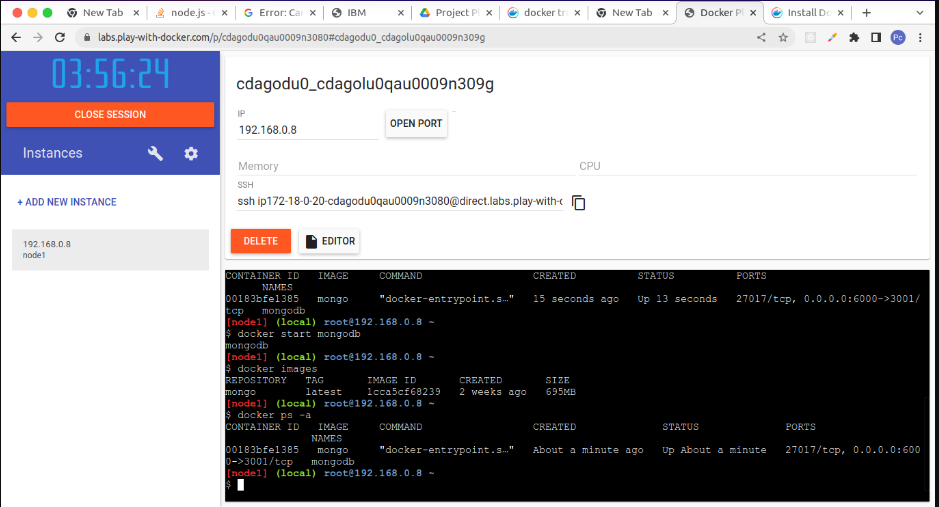 New Tab
node.js -
Error: Car
IBM
Project Pl
docker tro
New Tab
Docker Pl
Install Do
labs.play-with-docker.com/p/cdagodu0qau0009n3080#cdagodu0_cdagolu0qau0009n309g
Pc
03:56:24
CLOSE SESSION
Instances
+ ADD NEW INSTANCE
192.168.0.8
node1
cdagodu0_cdagolu0qau0009n309g
IP
192.168.0.8
OPEN PORT
Memory
CPU
SSH
ssh ip172-18-0-20-cdagodu0qau0009n3080@direct.labs.play-with-c
DELETE
EDITOR
CONTAINER ID   IMAGE     COMMAND                  CREATED          STATUS          PORTS
      NAMES
00183bfe1385   mongo     "docker-entrypoint.s…"   15 seconds ago   Up 13 seconds   27017/tcp, 0.0.0.0:6000->3001/
tcp   mongodb
[node1] (local) root@192.168.0.8 ~
$ docker start mongodb
mongodb
[node1] (local) root@192.168.0.8 ~
$ docker images
REPOSITORY   TAG       IMAGE ID       CREATED       SIZE
mongo        latest    1cca5cf68239   2 weeks ago   695MB
[node1] (local) root@192.168.0.8 ~
$ docker ps -a
CONTAINER ID   IMAGE     COMMAND                  CREATED              STATUS              PORTS
              NAMES
00183bfe1385   mongo     "docker-entrypoint.s…"   About a minute ago   Up About a minute   27017/tcp, 0.0.0.0:600
0->3001/tcp   mongodb
[node1] (local) root@192.168.0.8 ~
$